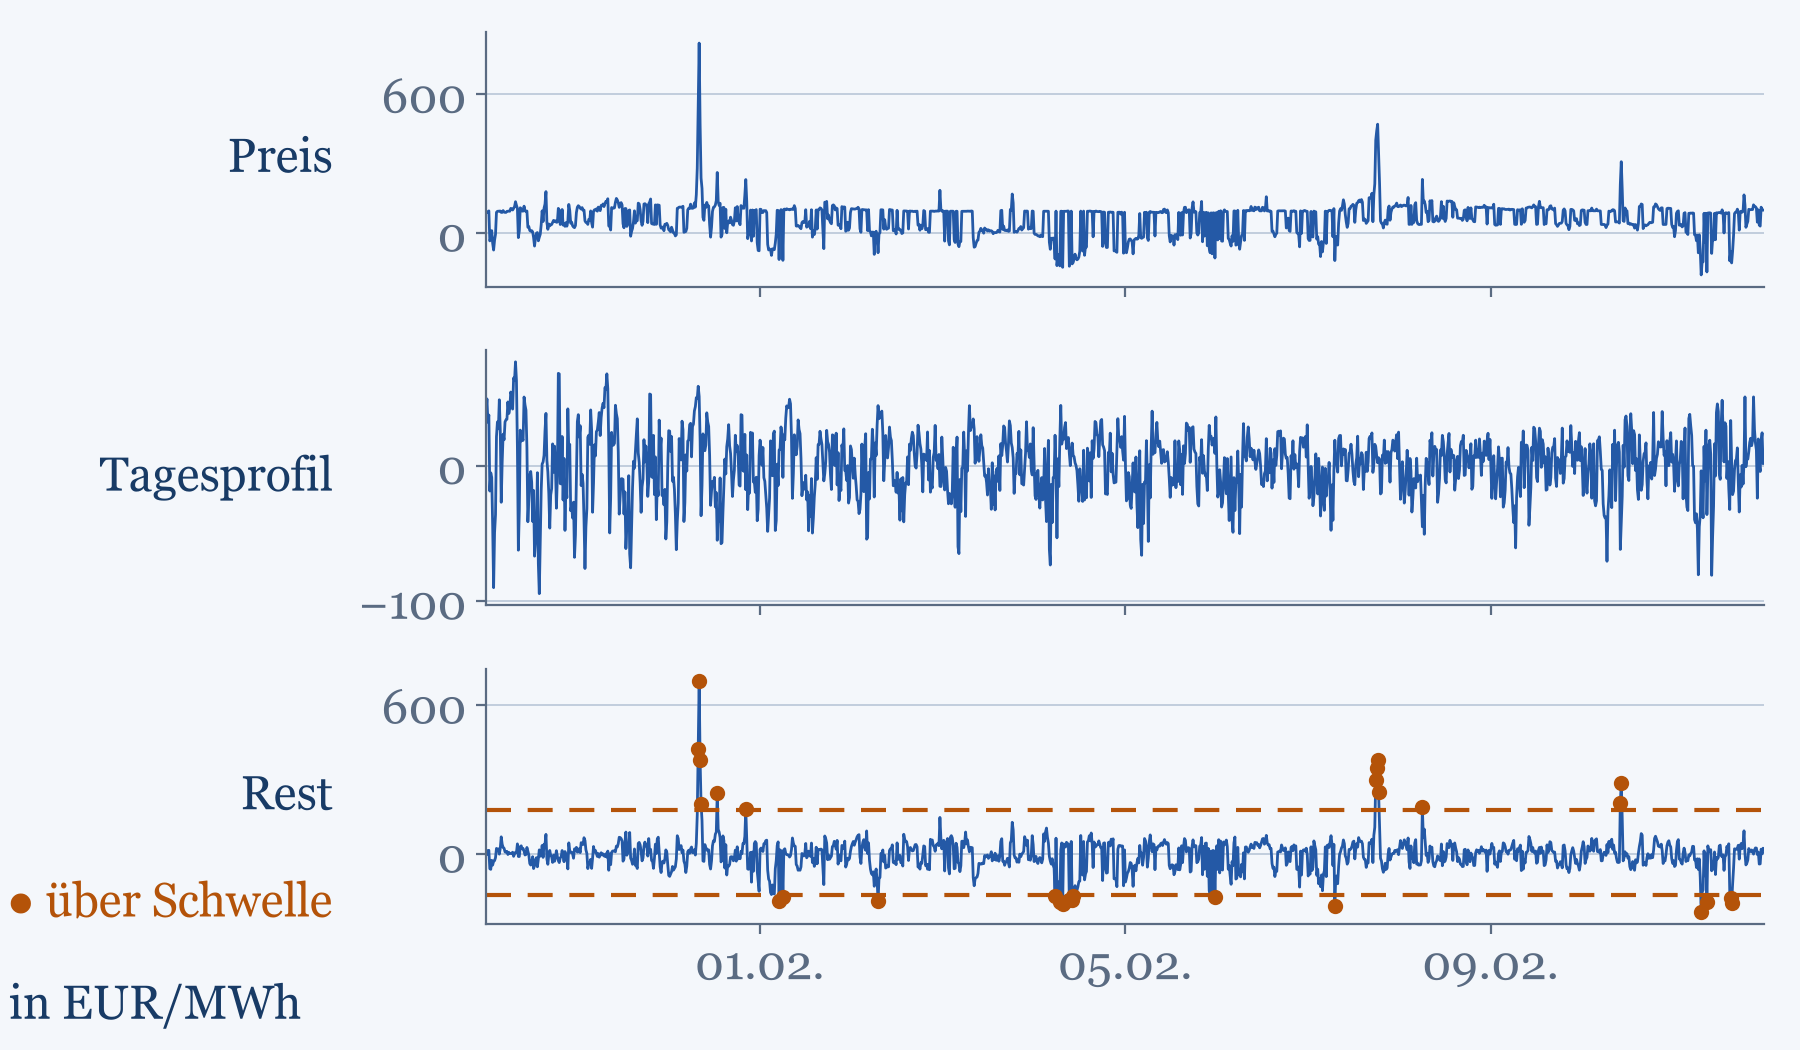 Preis
600
0
Tagesprofil
0
−100
Rest
600
0
über Schwelle
01.02.
05.02.
09.02.
in EUR/MWh